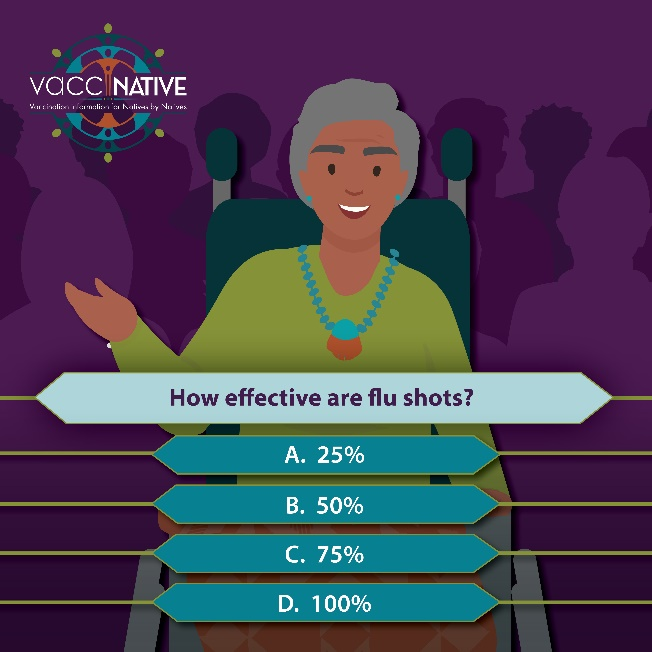 vaccINATIVE
Vaccination Information for Natives by Natives
How effective are flu shots?
A. 25%
B. 50%
C. 75%
D. 100%